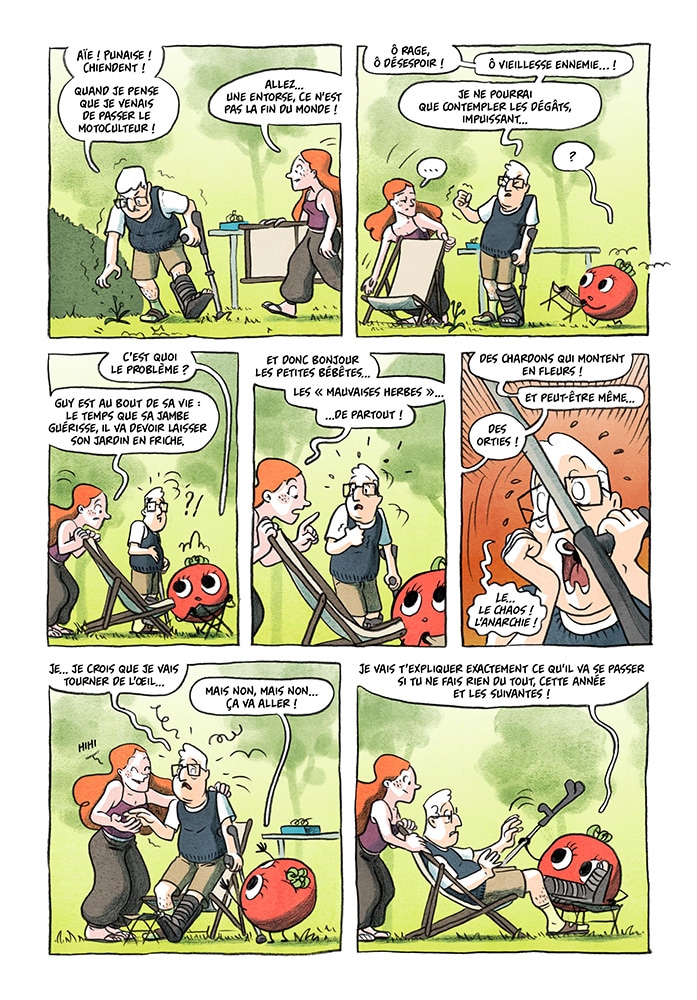 AÏE ! PUNAISE !
CHIENDENT !
QUAND JE PENSE
QUE JE VENAIS
DE PASSER LE
MOTOCULTEUR !
ALLEZ...
UNE ENTORSE, CE N'EST
PAS LA FIN DU MONDE !
Ô RAGE,
Ô DÉSESPOIR !
Ô VIEILLESSE ENNEMIE... !
JE NE POURRAI
QUE CONTEMPLER LES DÉGÂTS,
IMPUISSANT...
...
?
C'EST QUOI
LE PROBLÈME ?
GUY EST AU BOUT DE SA VIE :
LE TEMPS QUE SA JAMBE
GUÉRISSE, IL VA DEVOIR LAISSER
SON JARDIN EN FRICHE.
?/!
ET DONC BONJOUR
LES PETITES BÉBÊTES...
LES « MAUVAISES HERBES »...
...DE PARTOUT !
DES CHARDONS QUI MONTENT
EN FLEURS !
ET PEUT-ÊTRE MÊME...
DES
ORTIES !
LE...
LE CHAOS !
L'ANARCHIE !
JE... JE CROIS QUE JE VAIS
TOURNER DE L'ŒIL...
MAIS NON, MAIS NON...
ÇA VA ALLER !
HIHI
JE VAIS T'EXPLIQUER EXACTEMENT CE QU'IL VA SE PASSER
SI TU NE FAIS RIEN DU TOUT, CETTE ANNÉE
ET LES SUIVANTES !